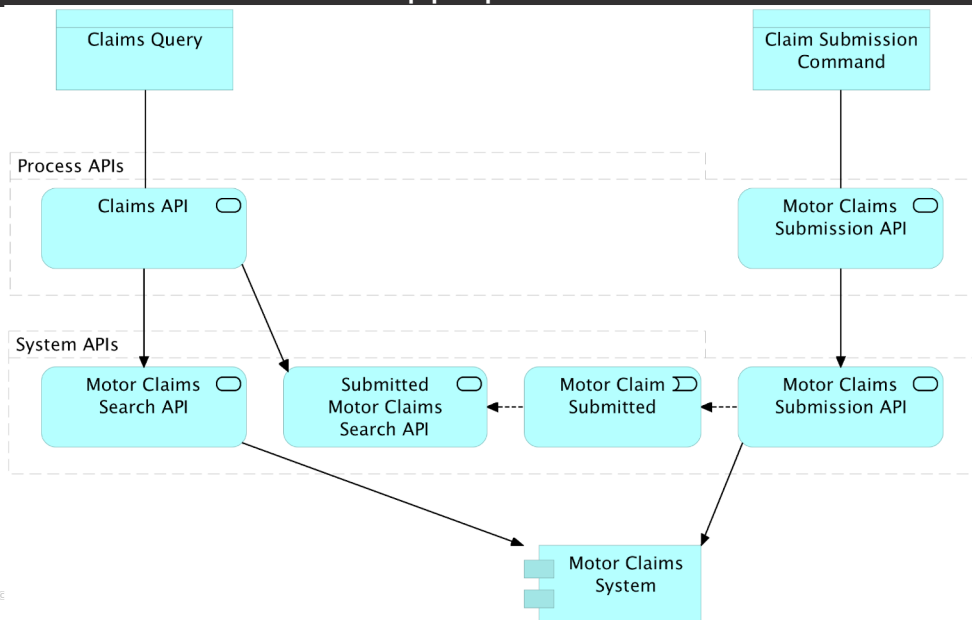 Claims Query
Claim Submission
Command
Process APIs
Claims API
Motor Claims
Submission API
System APIs
Motor Claims
Search API
Submitted
Motor Claims
Search API
Motor Claim
Submitted
Motor Claims
Submission API
Motor Claims
System